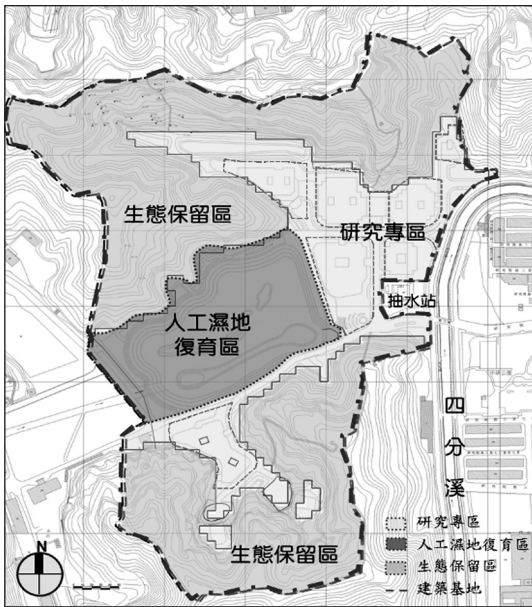 生態保留區
研究專區
抽水站
人工濕地
復育區
四
分
溪
生態保留區
N
研究專區
人工濕地復育區
生態保留區
建築基地